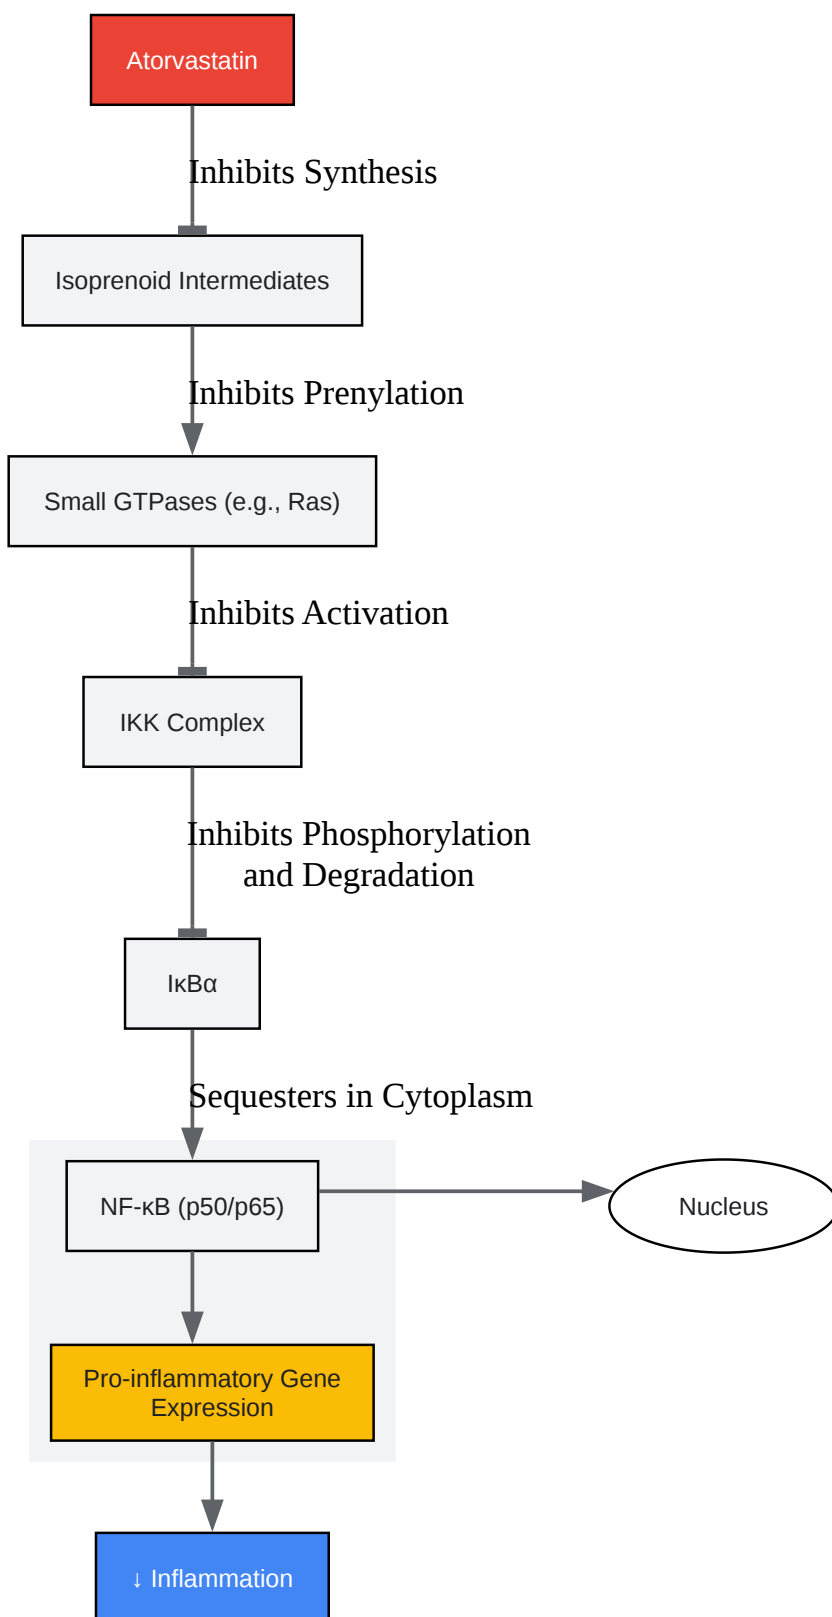 Atorvastatin
Inhibits Synthesis
Isoprenoid Intermediates
Inhibits Prenylation
Small GTPases (e.g., Ras)
Inhibits Activation
IKK Complex
Inhibits Phosphorylation
and Degradation
IκBα
Sequesters in Cytoplasm
NF-κB (p50/p65)
Nucleus
Pro-inflammatory Gene
Expression
↓ Inflammation